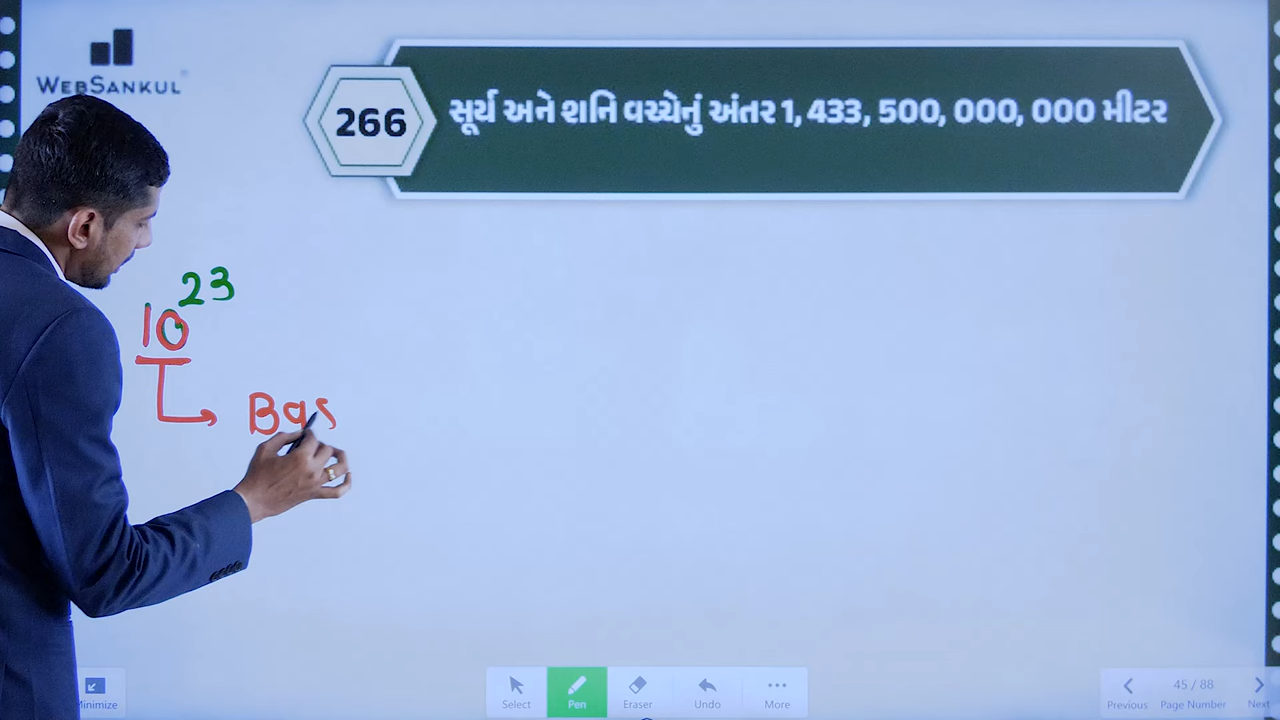 WEBSANKUL
266
સૂર્ય અને શનિ વચ્ચેનું અંતર 1, 433, 500, 000, 000 મીટર
10 23
Bas
Minimize
Select
Pen
Eraser
Undo
More
Previous
45 / 88
Page Number
Next